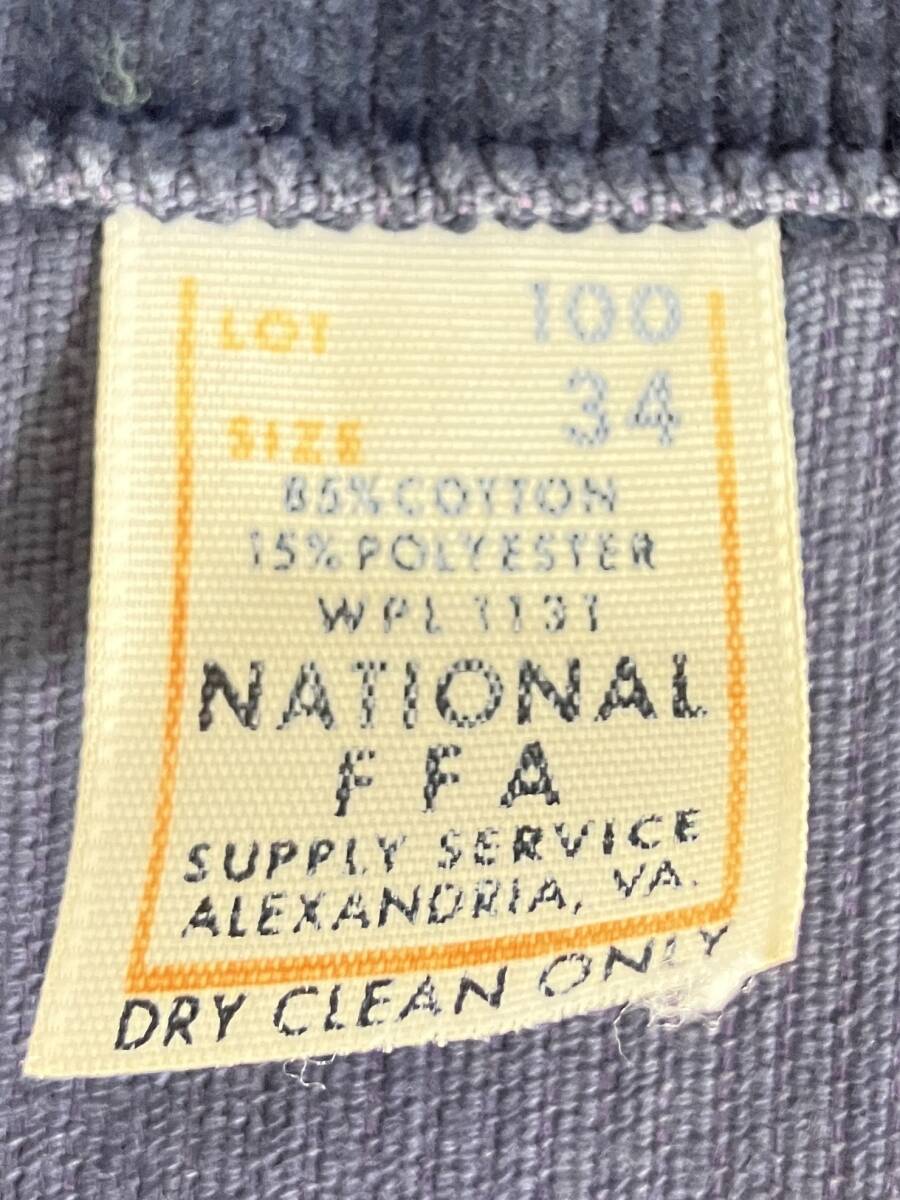 LOT 100
SIZE 34
85% COTTON
15% POLYESTER
WPL 1131
NATIONAL
FFA
SUPPLY SERVICE
ALEXANDRIA, VA.
DRY CLEAN ONLY